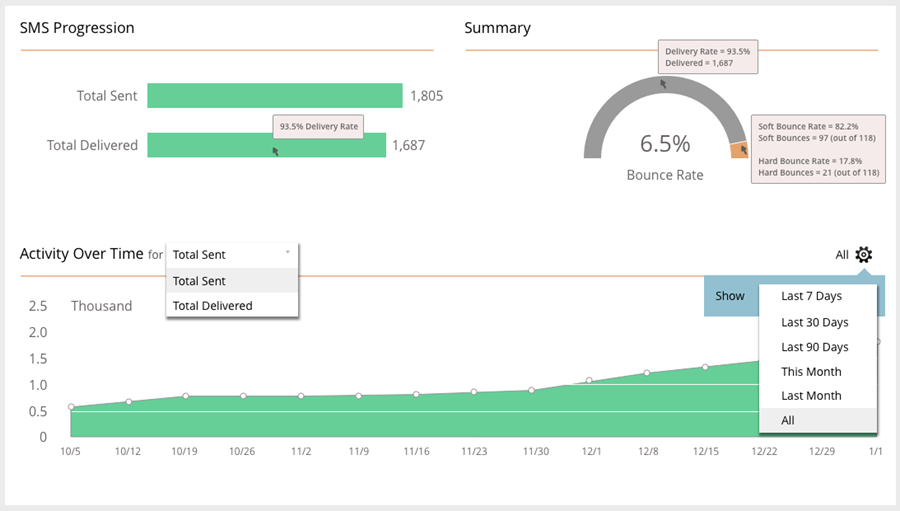 SMS Progression
Total Sent
1,805
93.5% Delivery Rate
Total Delivered
1,687
Summary
Delivery Rate = 93.5%
Delivered = 1,687
6.5%
Bounce Rate
Soft Bounce Rate = 82.2%
Soft Bounces = 97 (out of 118)
Hard Bounce Rate = 17.8%
Hard Bounces = 21 (out of 118)
Activity Over Time for
Total Sent
Total Sent
Total Delivered
All
Show
Last 7 Days
Last 30 Days
Last 90 Days
This Month
Last Month
All
2.5 Thousand
2.0
1.5
1.0
0.5
0
10/5 10/12 10/19 10/26 11/2 11/9 11/16 11/23 11/30 12/1 12/8 12/15 12/22 12/29 1/1